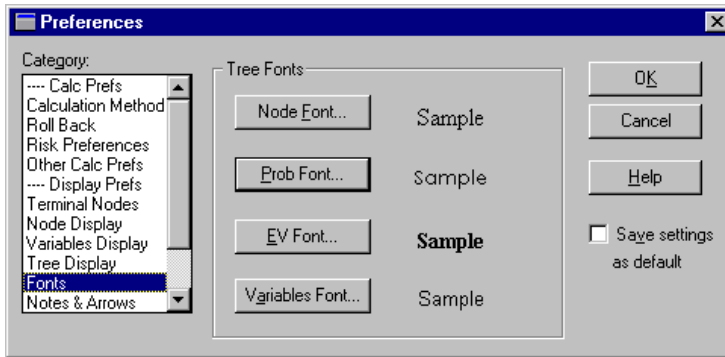 Preferences
Category:
---- Calc Prefs
Calculation Method
Roll Back
Risk Preferences
Other Calc Prefs
---- Display Prefs
Terminal Nodes
Node Display
Variables Display
Tree Display
Fonts
Notes & Arrows
Tree Fonts
Node Font... Sample
Prob Font... Sample
EV Font... Sample
Variables Font... Sample
OK
Cancel
Help
Save settings
as default